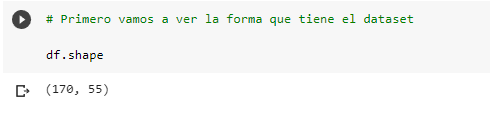 # Primero vamos a ver la forma que tiene el dataset
df.shape
(170, 55)